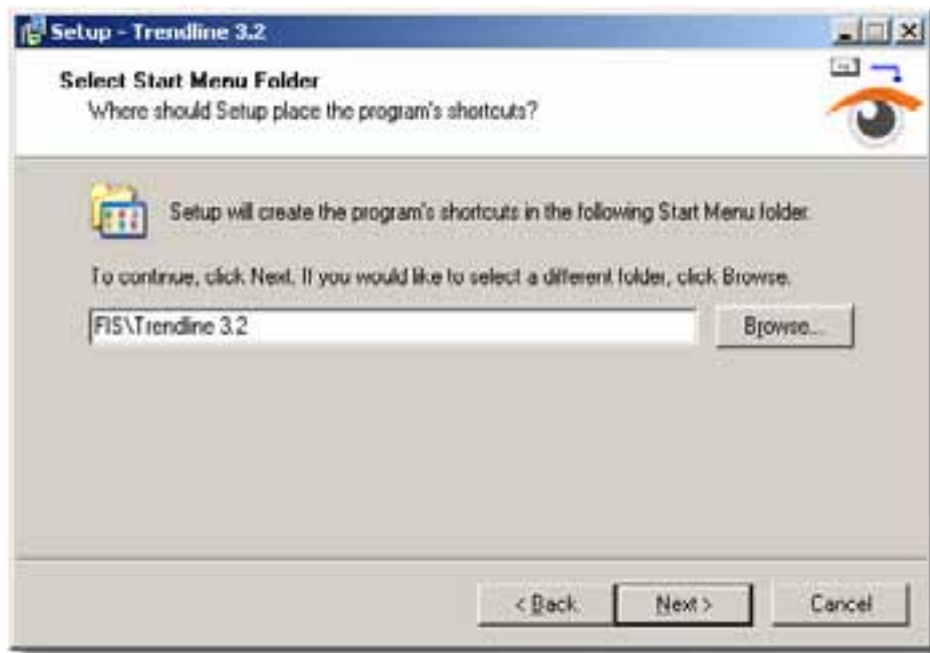 Setup - Trendline 3.2
Select Start Menu Folder
Where should Setup place the program's shortcuts?
Setup will create the program's shortcuts in the following Start Menu folder.
To continue, click Next. If you would like to select a different folder, click Browse.
FIS\Trendline 3.2
Browse...
< Back
Next >
Cancel